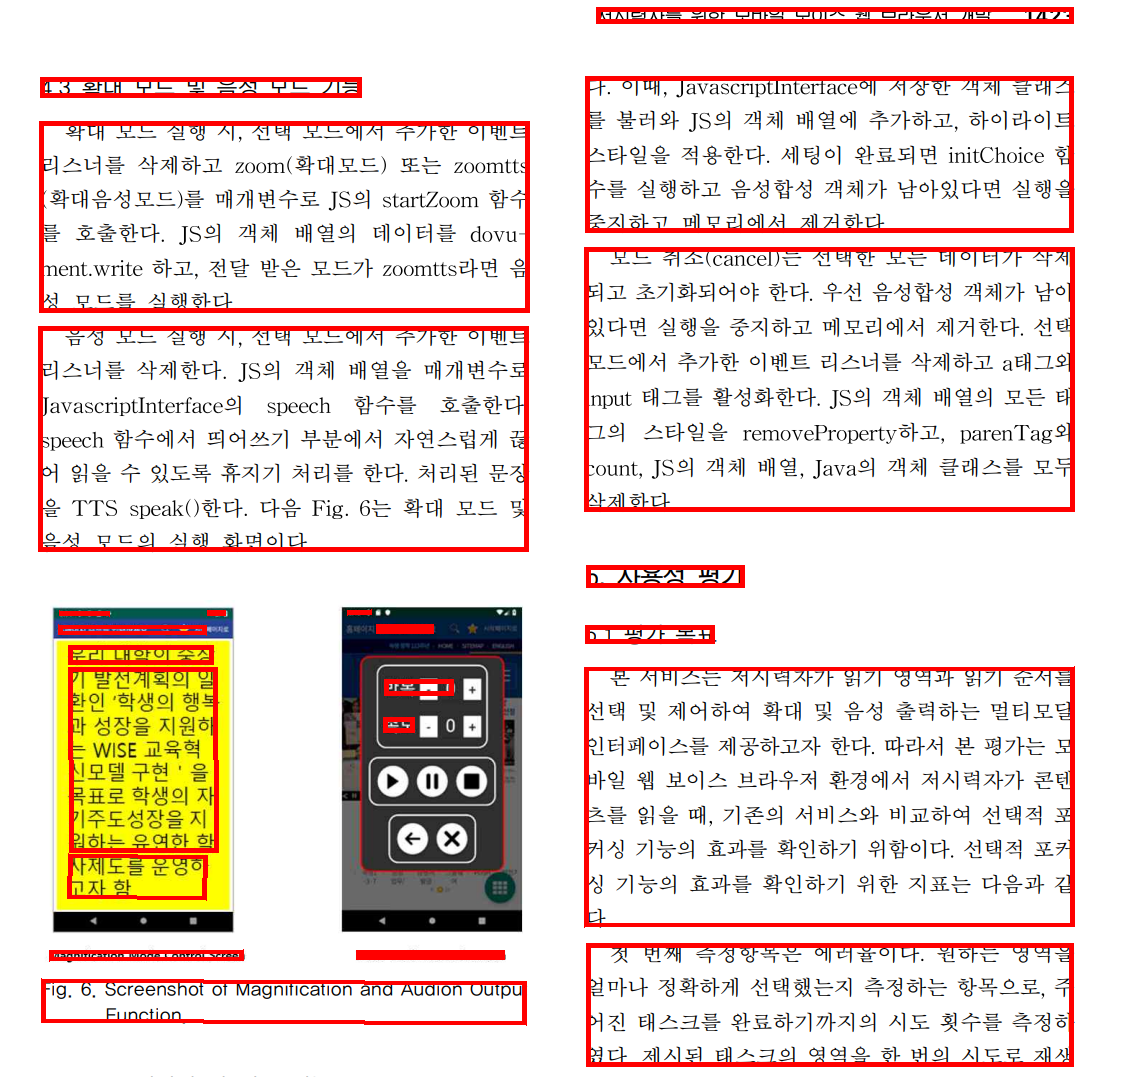 저시력자를 위한 모바일 보이스 웹 브라우저 개발 1423
4.3 확대 모드 및 음성 모드 기능
확대 모드 실행 시, 선택 모드에서 추가한 이벤트
리스너를 삭제하고 zoom(확대모드) 또는 zoomtts
(확대음성모드)를 매개변수로 JS의 startZoom 함수
를 호출한다. JS의 객체 배열의 데이터를 dovu-
ment.write 하고, 전달 받은 모드가 zoomtts라면 음
성 모드를 실행한다.
음성 모드 실행 시, 선택 모드에서 추가한 이벤트
리스너를 삭제한다. JS의 객체 배열을 매개변수로
JavascriptInterface의 speech 함수를 호출한다.
speech 함수에서 띄어쓰기 부분에서 자연스럽게 끊
어 읽을 수 있도록 휴지기 처리를 한다. 처리된 문장
을 TTS speak()한다. 다음 Fig. 6는 확대 모드 및
음성 모드의 실행 화면이다.
우리 대학의 중장
기 발전계획의 일
확인 '학생의 행복
과 성장을 지원하
는 WISE 교육혁
신모델 구현 ' 을
목표로 학생의 자
기주도성장을 지
원하는 유연한 학
사제도를 운영하
고자 함
홈페이지
사이버페이지로
HOME SITEMAP ENGLISH
- 0 +
- 0 +
Magnification Mode Control Screen
Fig. 6. Screenshot of Magnification and Audion Outpu
Function.
다. 이때, JavascriptInterface에 저장한 객체 클래스
를 불러와 JS의 객체 배열에 추가하고, 하이라이트
스타일을 적용한다. 세팅이 완료되면 initChoice 함
수를 실행하고 음성합성 객체가 남아있다면 실행을
중지하고 메모리에서 제거한다.
모드 취소(cancel)는 선택한 모든 데이터가 삭제
되고 초기화되어야 한다. 우선 음성합성 객체가 남아
있다면 실행을 중지하고 메모리에서 제거한다. 선택
모드에서 추가한 이벤트 리스너를 삭제하고 a태그와
input 태그를 활성화한다. JS의 객체 배열의 모든 태
그의 스타일을 removeProperty하고, parenTag와
count, JS의 객체 배열, Java의 객체 클래스를 모두
삭제한다.
5. 사용성 평가
5.1 평가 목표
본 서비스는 저시력자가 읽기 영역과 읽기 순서를
선택 및 제어하여 확대 및 음성 출력하는 멀티모달
인터페이스를 제공하고자 한다. 따라서 본 평가는 모
바일 웹 보이스 브라우저 환경에서 저시력자가 콘텐
츠를 읽을 때, 기존의 서비스와 비교하여 선택적 포
커싱 기능의 효과를 확인하기 위함이다. 선택적 포커
싱 기능의 효과를 확인하기 위한 지표는 다음과 같
다.
첫 번째 측정항목은 에러율이다. 원하는 영역을
얼마나 정확하게 선택했는지 측정하는 항목으로, 주
어진 태스크를 완료하기까지의 시도 횟수를 측정하
였다. 제시된 태스크의 영역을 한 번의 시도로 재생